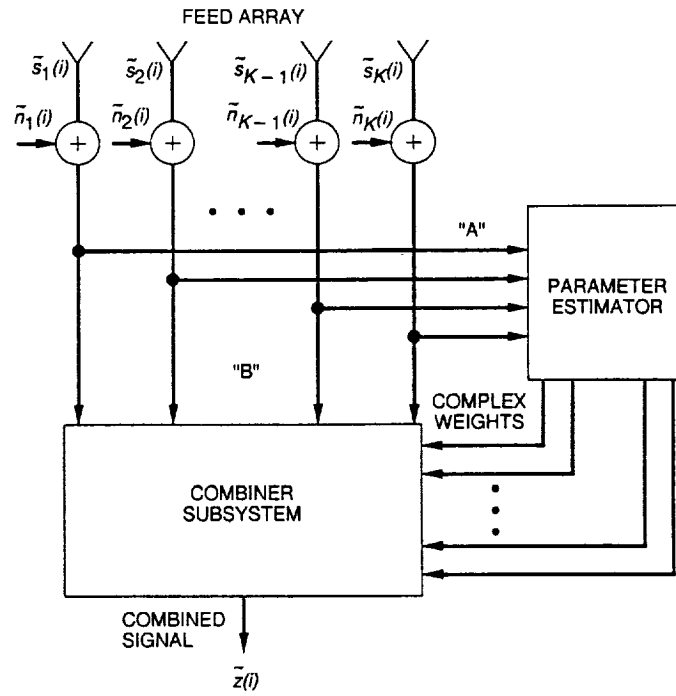 FEED ARRAY
s̃₁(i) s̃₂(i) s̃K−1(i) s̃K(i)
ñ₁(i) ñ₂(i) ñK−1(i) ñK(i)
+ + + +
• • •
"A"
PARAMETER
ESTIMATOR
"B"
COMPLEX
WEIGHTS
COMBINER
SUBSYSTEM
COMBINED
SIGNAL
z̃(i)